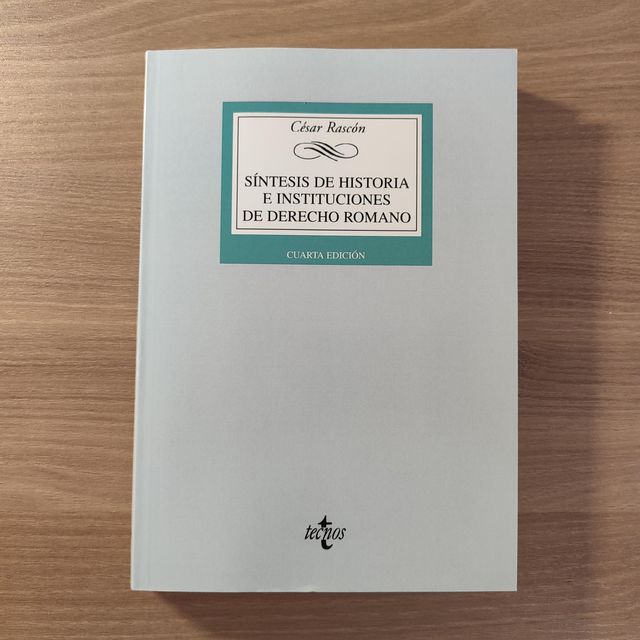 César Rascón
SÍNTESIS DE HISTORIA
E INSTITUCIONES
DE DERECHO ROMANO
CUARTA EDICIÓN
tecnos